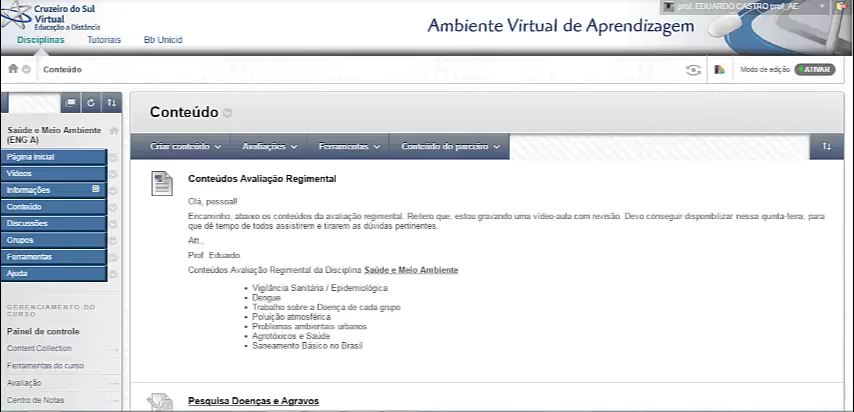 Cruzeiro do Sul
Virtual
Educação a Distância
prof. EDUARDO CASTRO prof. AE
Ambiente Virtual de Aprendizagem
Disciplinas Tutoriais Bb Unicid
Conteúdo
Modo de edição ATIVAR
Conteúdo
Criar conteúdo Avaliações Ferramentas Conteúdo do parceiro
Saúde e Meio Ambiente
(ENG A)
Página inicial
Vídeos
Informações
Conteúdo
Discussões
Grupos
Ferramentas
Ajuda
GERENCIAMENTO DO
CURSO
Painel de controle
Content Collection
Ferramentas do curso
Avaliação
Centro de Notas
Conteúdos Avaliação Regimental
Olá, pessoal!
Encaminho, abaixo os conteúdos da avaliação regimental. Reitero que, estou gravando uma vídeo-aula com revisão. Devo conseguir disponibilizar nessa quinta-feira, para
que dê tempo de todos assistirem e tirarem as dúvidas pertinentes.
Att.,
Prof. Eduardo.
Conteúdos Avaliação Regimental da Disciplina Saúde e Meio Ambiente
• Vigilância Sanitária / Epidemiológica
• Dengue
• Trabalho sobre a Doença de cada grupo
• Poluição atmosférica
• Problemas ambientais urbanos
• Agrotóxicos e Saúde
• Saneamento Básico no Brasil
Pesquisa Doenças e Agravos